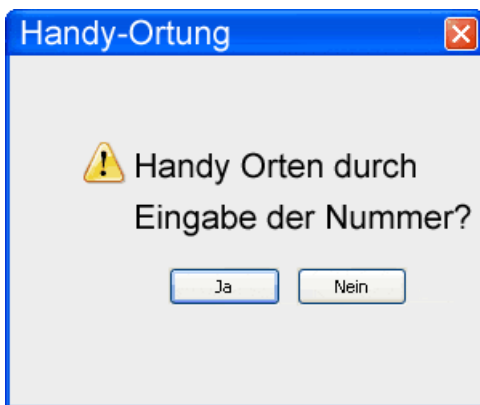 Handy-Ortung
Handy Orten durch
Eingabe der Nummer?
Ja
Nein